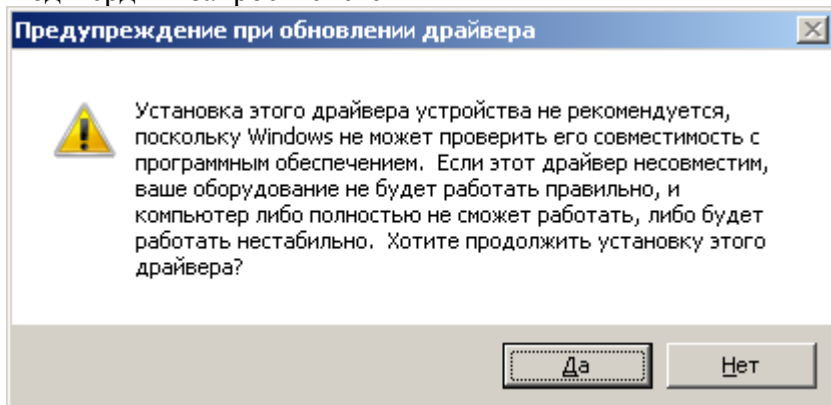 Предупреждение при обновлении драйвера
Установка этого драйвера устройства не рекомендуется,
поскольку Windows не может проверить его совместимость с
программным обеспечением.  Если этот драйвер несовместим,
ваше оборудование не будет работать правильно, и
компьютер либо полностью не сможет работать, либо будет
работать нестабильно.  Хотите продолжить установку этого
драйвера?
Да
Нет